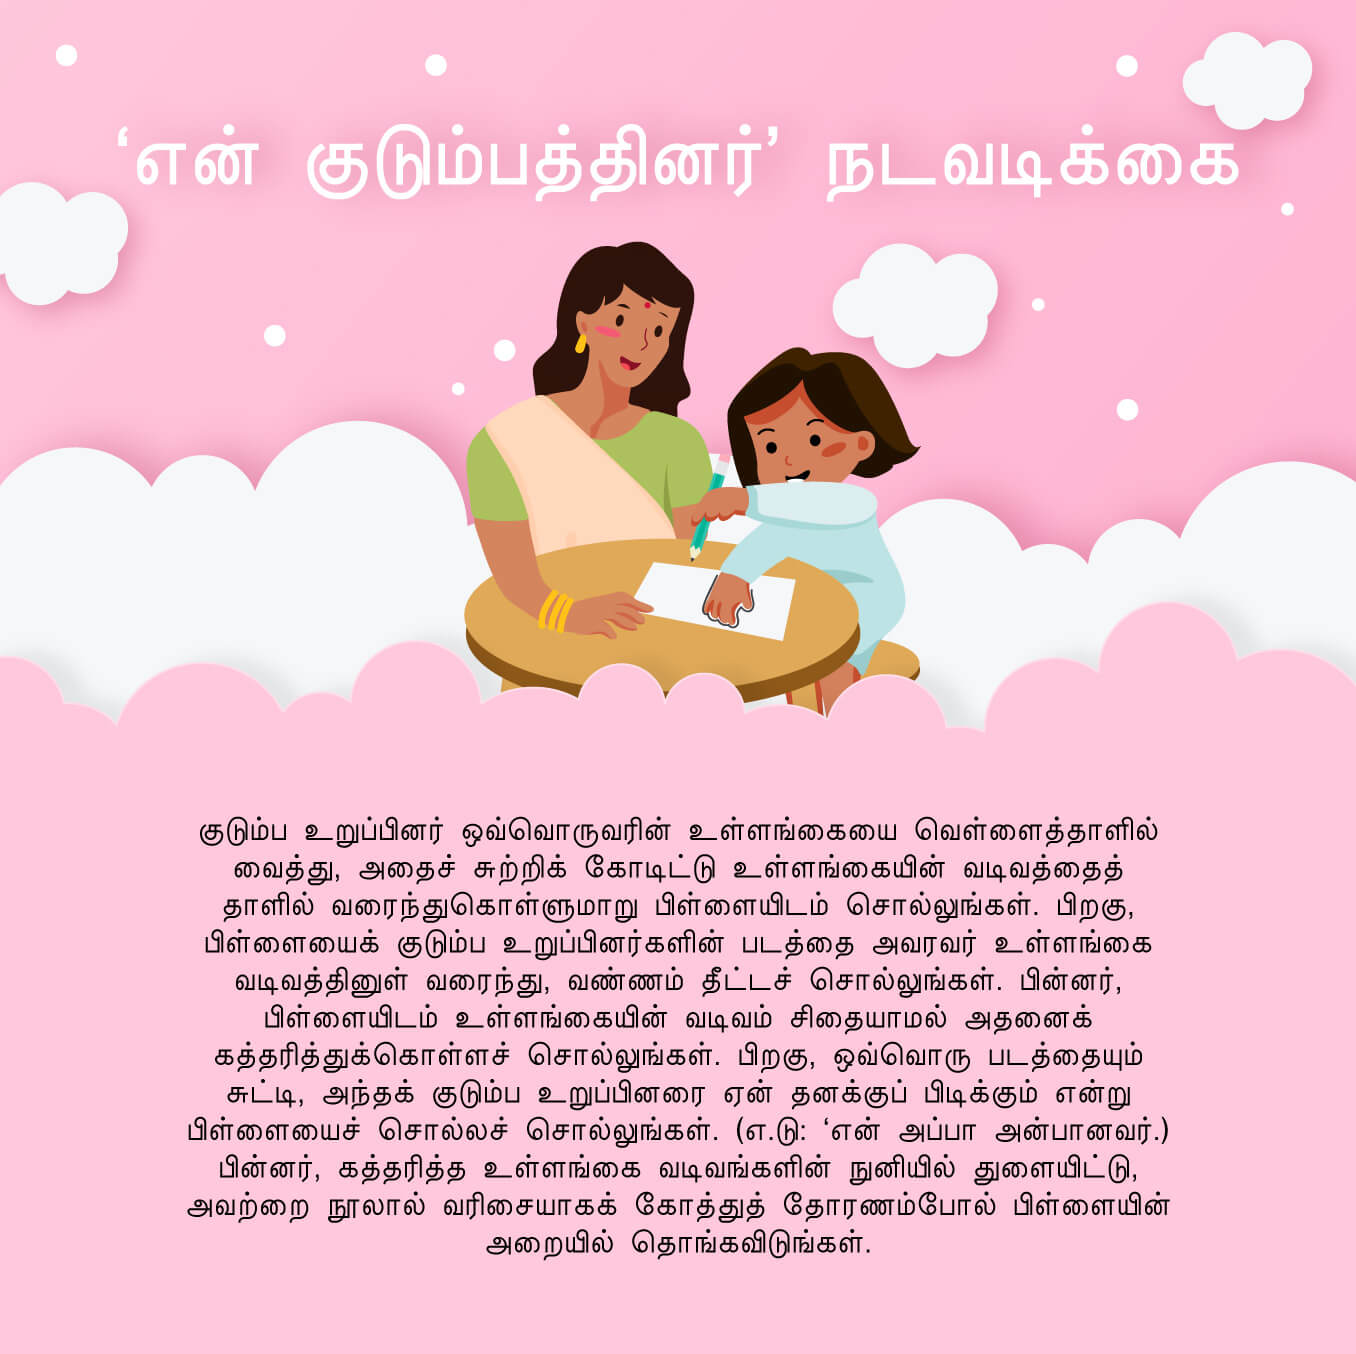 ‘என் குடும்பத்தினர்’ நடவடிக்கை
குடும்ப உறுப்பினர் ஒவ்வொருவரின் உள்ளங்கையை வெள்ளைத்தாளில்
வைத்து, அதைச் சுற்றிக் கோடிட்டு உள்ளங்கையின் வடிவத்தைத்
தாளில் வரைந்துகொள்ளுமாறு பிள்ளையிடம் சொல்லுங்கள். பிறகு,
பிள்ளையைக் குடும்ப உறுப்பினர்களின் படத்தை அவரவர் உள்ளங்கை
வடிவத்தினுள் வரைந்து, வண்ணம் தீட்டச் சொல்லுங்கள். பின்னர்,
பிள்ளையிடம் உள்ளங்கையின் வடிவம் சிதையாமல் அதனைக்
கத்தரித்துக்கொள்ளச் சொல்லுங்கள். பிறகு, ஒவ்வொரு படத்தையும்
சுட்டி, அந்தக் குடும்ப உறுப்பினரை ஏன் தனக்குப் பிடிக்கும் என்று
பிள்ளையைச் சொல்லச் சொல்லுங்கள். (எ.டு: ‘என் அப்பா அன்பானவர்.)
பின்னர், கத்தரித்த உள்ளங்கை வடிவங்களின் நுனியில் துளையிட்டு,
அவற்றை நூலால் வரிசையாகக் கோத்துத் தோரணம்போல் பிள்ளையின்
அறையில் தொங்கவிடுங்கள்.